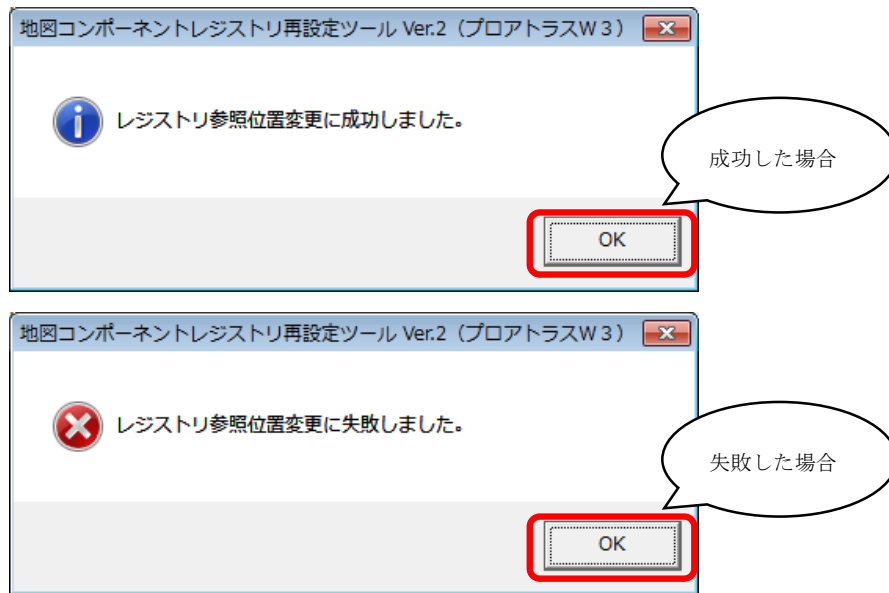 地図コンポーネントレジストリ再設定ツール Ver.2（プロアトラスW３）
レジストリ参照位置変更に成功しました。
成功した場合
OK
地図コンポーネントレジストリ再設定ツール Ver.2（プロアトラスW３）
レジストリ参照位置変更に失敗しました。
失敗した場合
OK